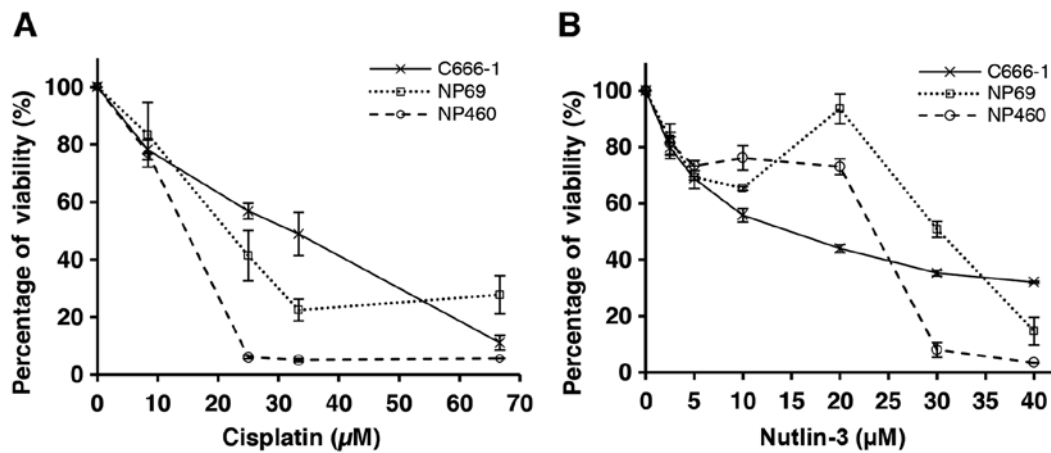 A
C666-1
NP69
NP460
Percentage of viability (%)
100
80
60
40
20
0
0 10 20 30 40 50 60 70
Cisplatin (µM)
B
C666-1
NP69
NP460
Percentage of viability (%)
100
80
60
40
20
0
0 5 10 15 20 25 30 35 40
Nutlin-3 (µM)